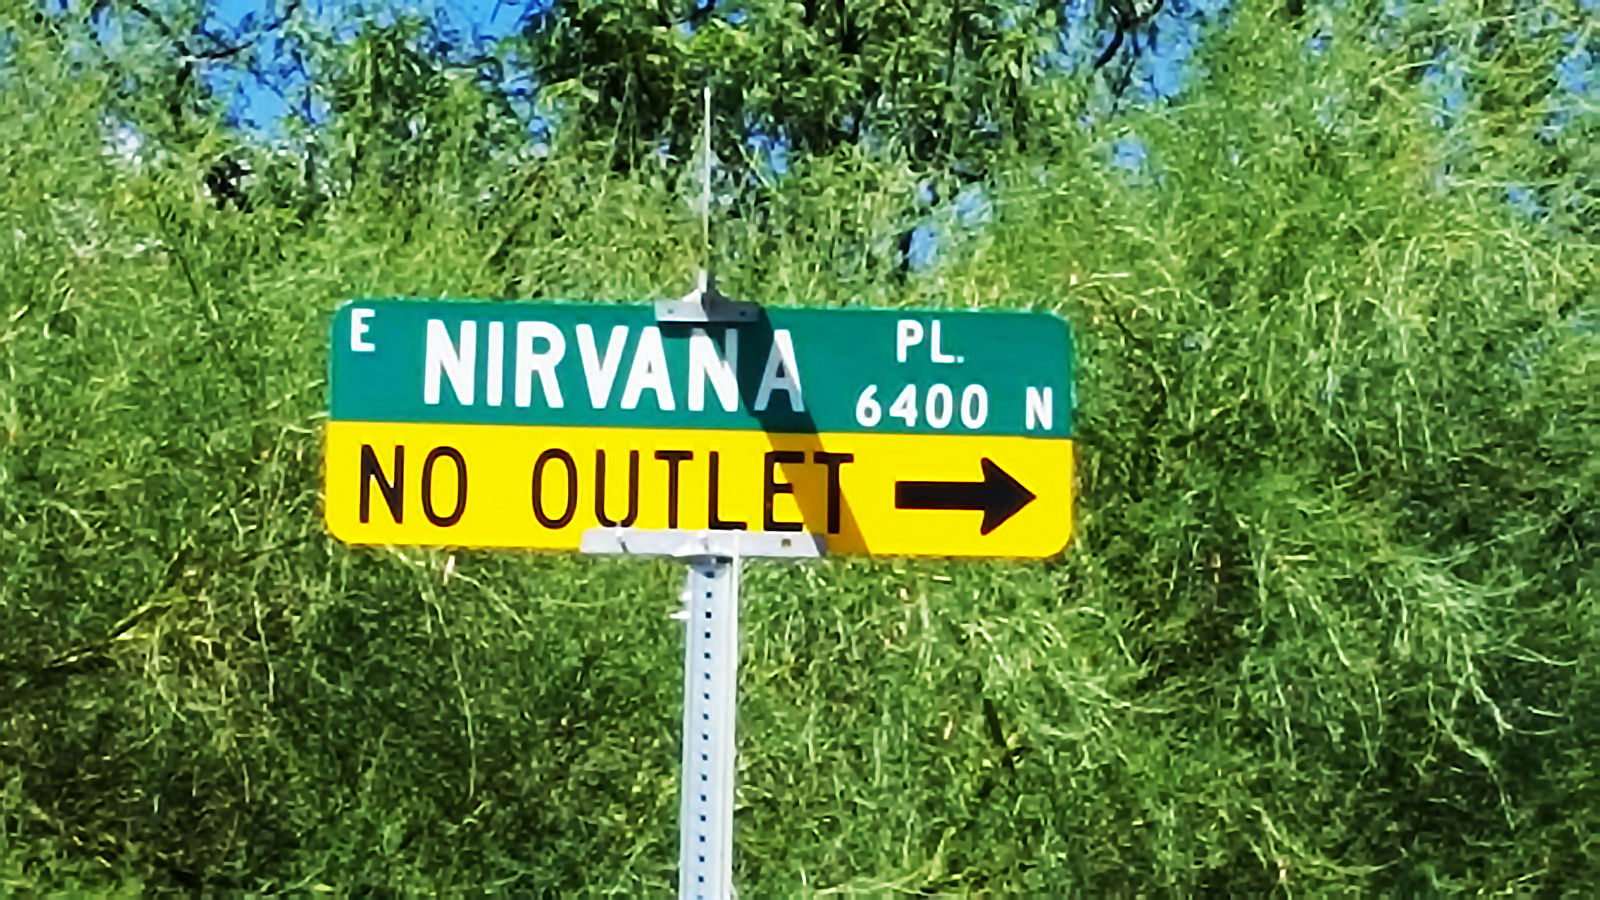 E NIRVANA PL.
6400 N
NO OUTLET